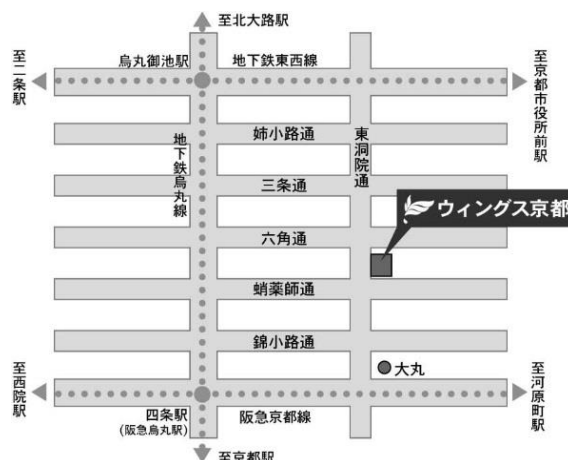 至北大路駅
烏丸御池駅
地下鉄東西線
至二条駅
至京都市役所前駅
姉小路通
地下鉄烏丸線
東洞院通
三条通
ウィングス京都
六角通
蛸薬師通
錦小路通
大丸
至西院駅
至河原町駅
四条駅
(阪急烏丸駅)
阪急京都線
至京都駅